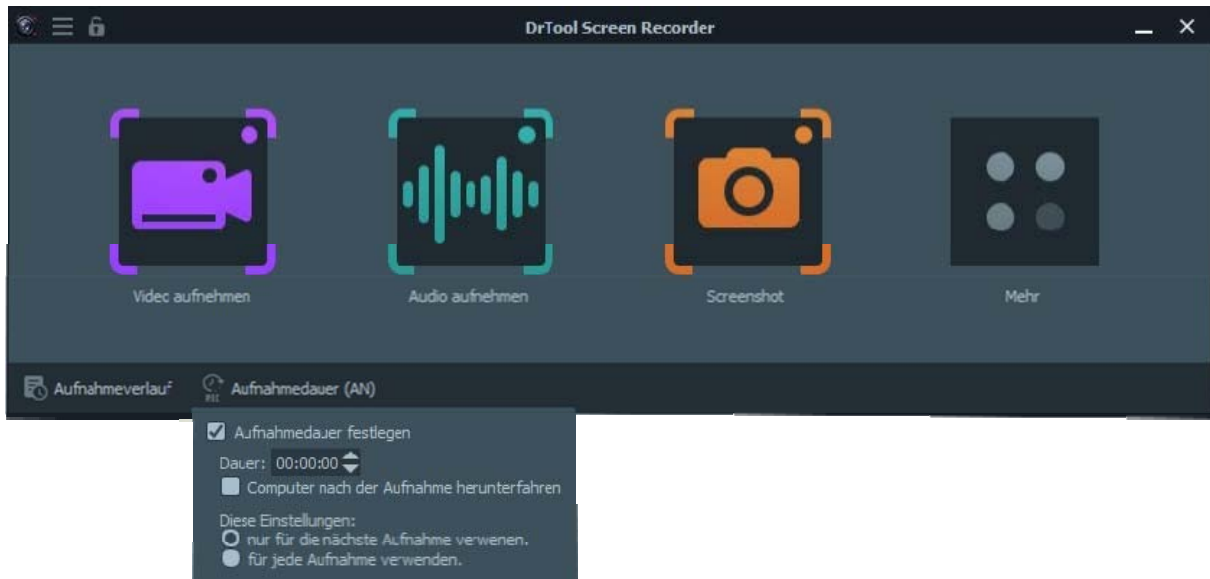 DrTool Screen Recorder
Videc aufnehmen
Audio aufnehmen
Screenshot
Mehr
Aufnahmeverlauf
Aufnahmedauer (AN)
REC
Aufnahmedauer festlegen
Dauer: 00:00:00
Computer nach der Aufnahme herunterfahren
Diese Einstellungen:
nur für die nächste Aufnahme verwenen.
für jede Aufnahme verwenden.